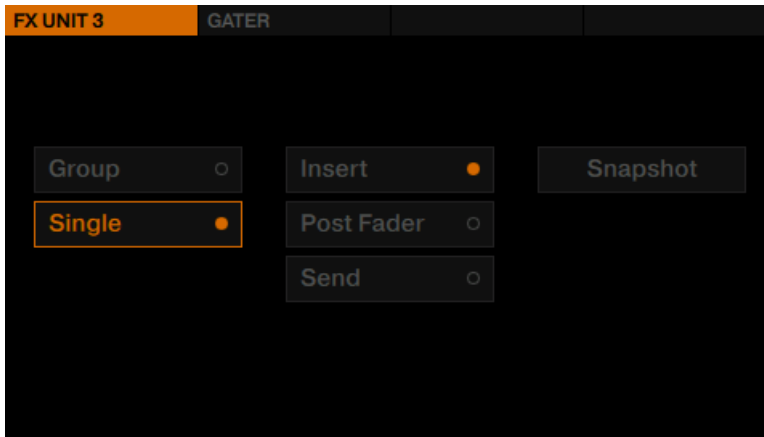 FX UNIT 3 GATER
Group Insert Snapshot
Single Post Fader
Send